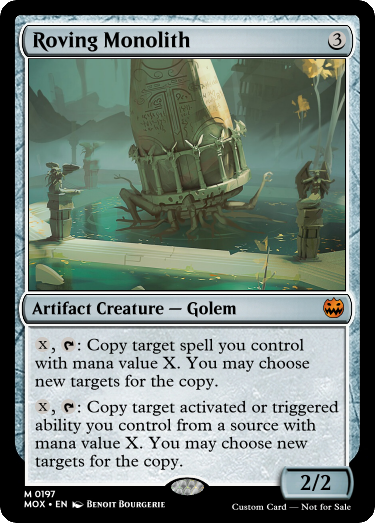 Roving Monolith 3
Artifact Creature — Golem
X, T: Copy target spell you control
with mana value X. You may choose
new targets for the copy.
X, T: Copy target activated or triggered
ability you control from a source with
mana value X. You may choose new
targets for the copy.
2/2
M 0197
MOX • EN Benoit Bourgerie
Custom Card — Not for Sale